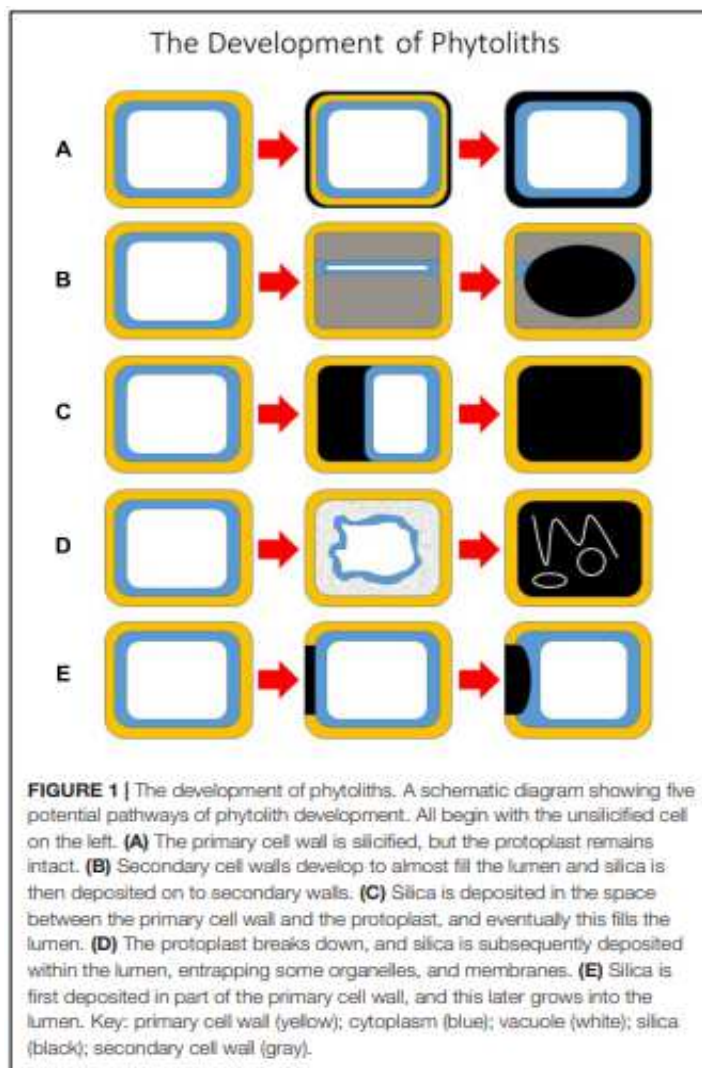 The Development of Phytoliths
A
B
C
D
E
FIGURE 1 | The development of phytoliths. A schematic diagram showing five
potential pathways of phytolith development. All begin with the unsilicified cell
on the left. (A) The primary cell wall is silicified, but the protoplast remains
intact. (B) Secondary cell walls develop to almost fill the lumen and silica is
then deposited on to secondary walls. (C) Silica is deposited in the space
between the primary cell wall and the protoplast, and eventually this fills the
lumen. (D) The protoplast breaks down, and silica is subsequently deposited
within the lumen, entrapping some organelles, and membranes. (E) Silica is
first deposited in part of the primary cell wall, and this later grows into the
lumen. Key: primary cell wall (yellow); cytoplasm (blue); vacuole (white); silica
(black); secondary cell wall (gray).